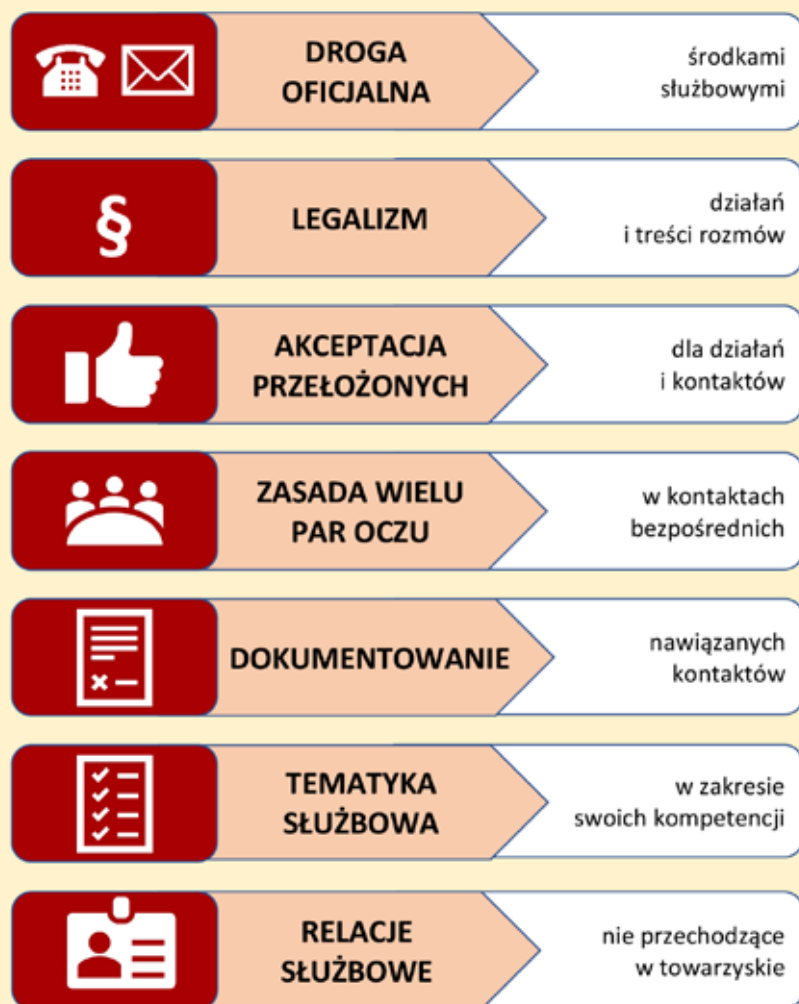 DROGA
OFICJALNA
środkami
służbowymi
§
LEGALIZM
działań
i treści rozmów
AKCEPTACJA
PRZEŁOŻONYCH
dla działań
i kontaktów
ZASADA WIELU
PAR OCZU
w kontaktach
bezpośrednich
DOKUMENTOWANIE
nawiązanych
kontaktów
TEMATYKA
SŁUŻBOWA
w zakresie
swoich kompetencji
RELACJE
SŁUŻBOWE
nie przechodzące
w towarzyskie